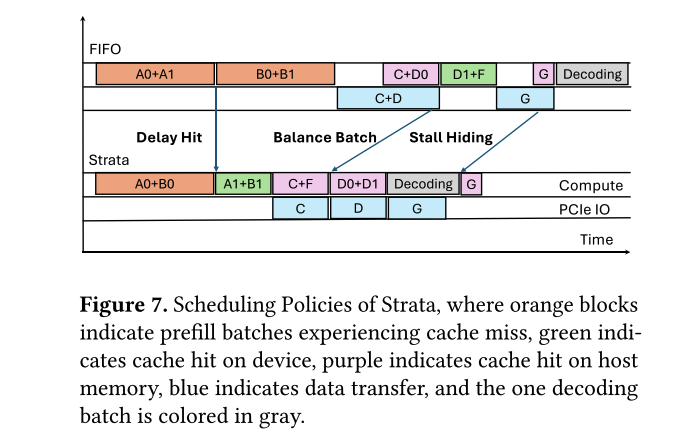 FIFO
A0+A1 B0+B1 C+D0 D1+F G Decoding
C+D G
Delay Hit Balance Batch Stall Hiding
Strata
A0+B0 A1+B1 C+F D0+D1 Decoding G Compute
C D G PCIe IO
Time
Figure 7. Scheduling Policies of Strata, where orange blocks
indicate prefill batches experiencing cache miss, green indi-
cates cache hit on device, purple indicates cache hit on host
memory, blue indicates data transfer, and the one decoding
batch is colored in gray.